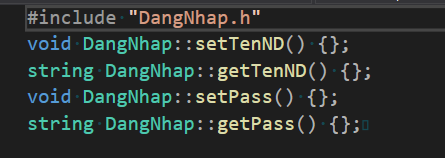 #include "DangNhap.h"
void DangNhap::setTenND() {};
string DangNhap::getTenND() {};
void DangNhap::setPass() {};
string DangNhap::getPass() {};